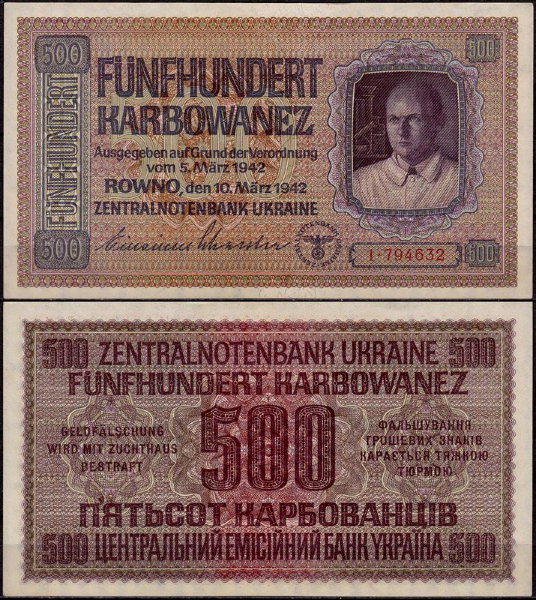 500
500
FÜNFHUNDERT
FÜNFHUNDERT
KARBOWANEZ
Ausgegeben auf Grund der Verordnung
vom 5. März 1942
ROWNO, den 10. März 1942
ZENTRALNOTENBANK UKRAINE
500
1·794632
500
500 ZENTRALNOTENBANK UKRAINE 500
FÜNFHUNDERT KARBOWANEZ
GELDFÄLSCHUNG
WIRD MIT ZUCHTHAUS
BESTRAFT
500
ФАЛЬШУВАННЯ
ГРОШЕВИХ ЗНАКІВ
КАРАЄТЬСЯ ТЯЖКОЮ
ТЮРМОЮ
ПЯТЬСОТ КАРБОВАНЦІВ
500 ЦЕНТРАЛЬНИЙ ЕМІСІЙНИЙ БАНК УКРАЇНА 500